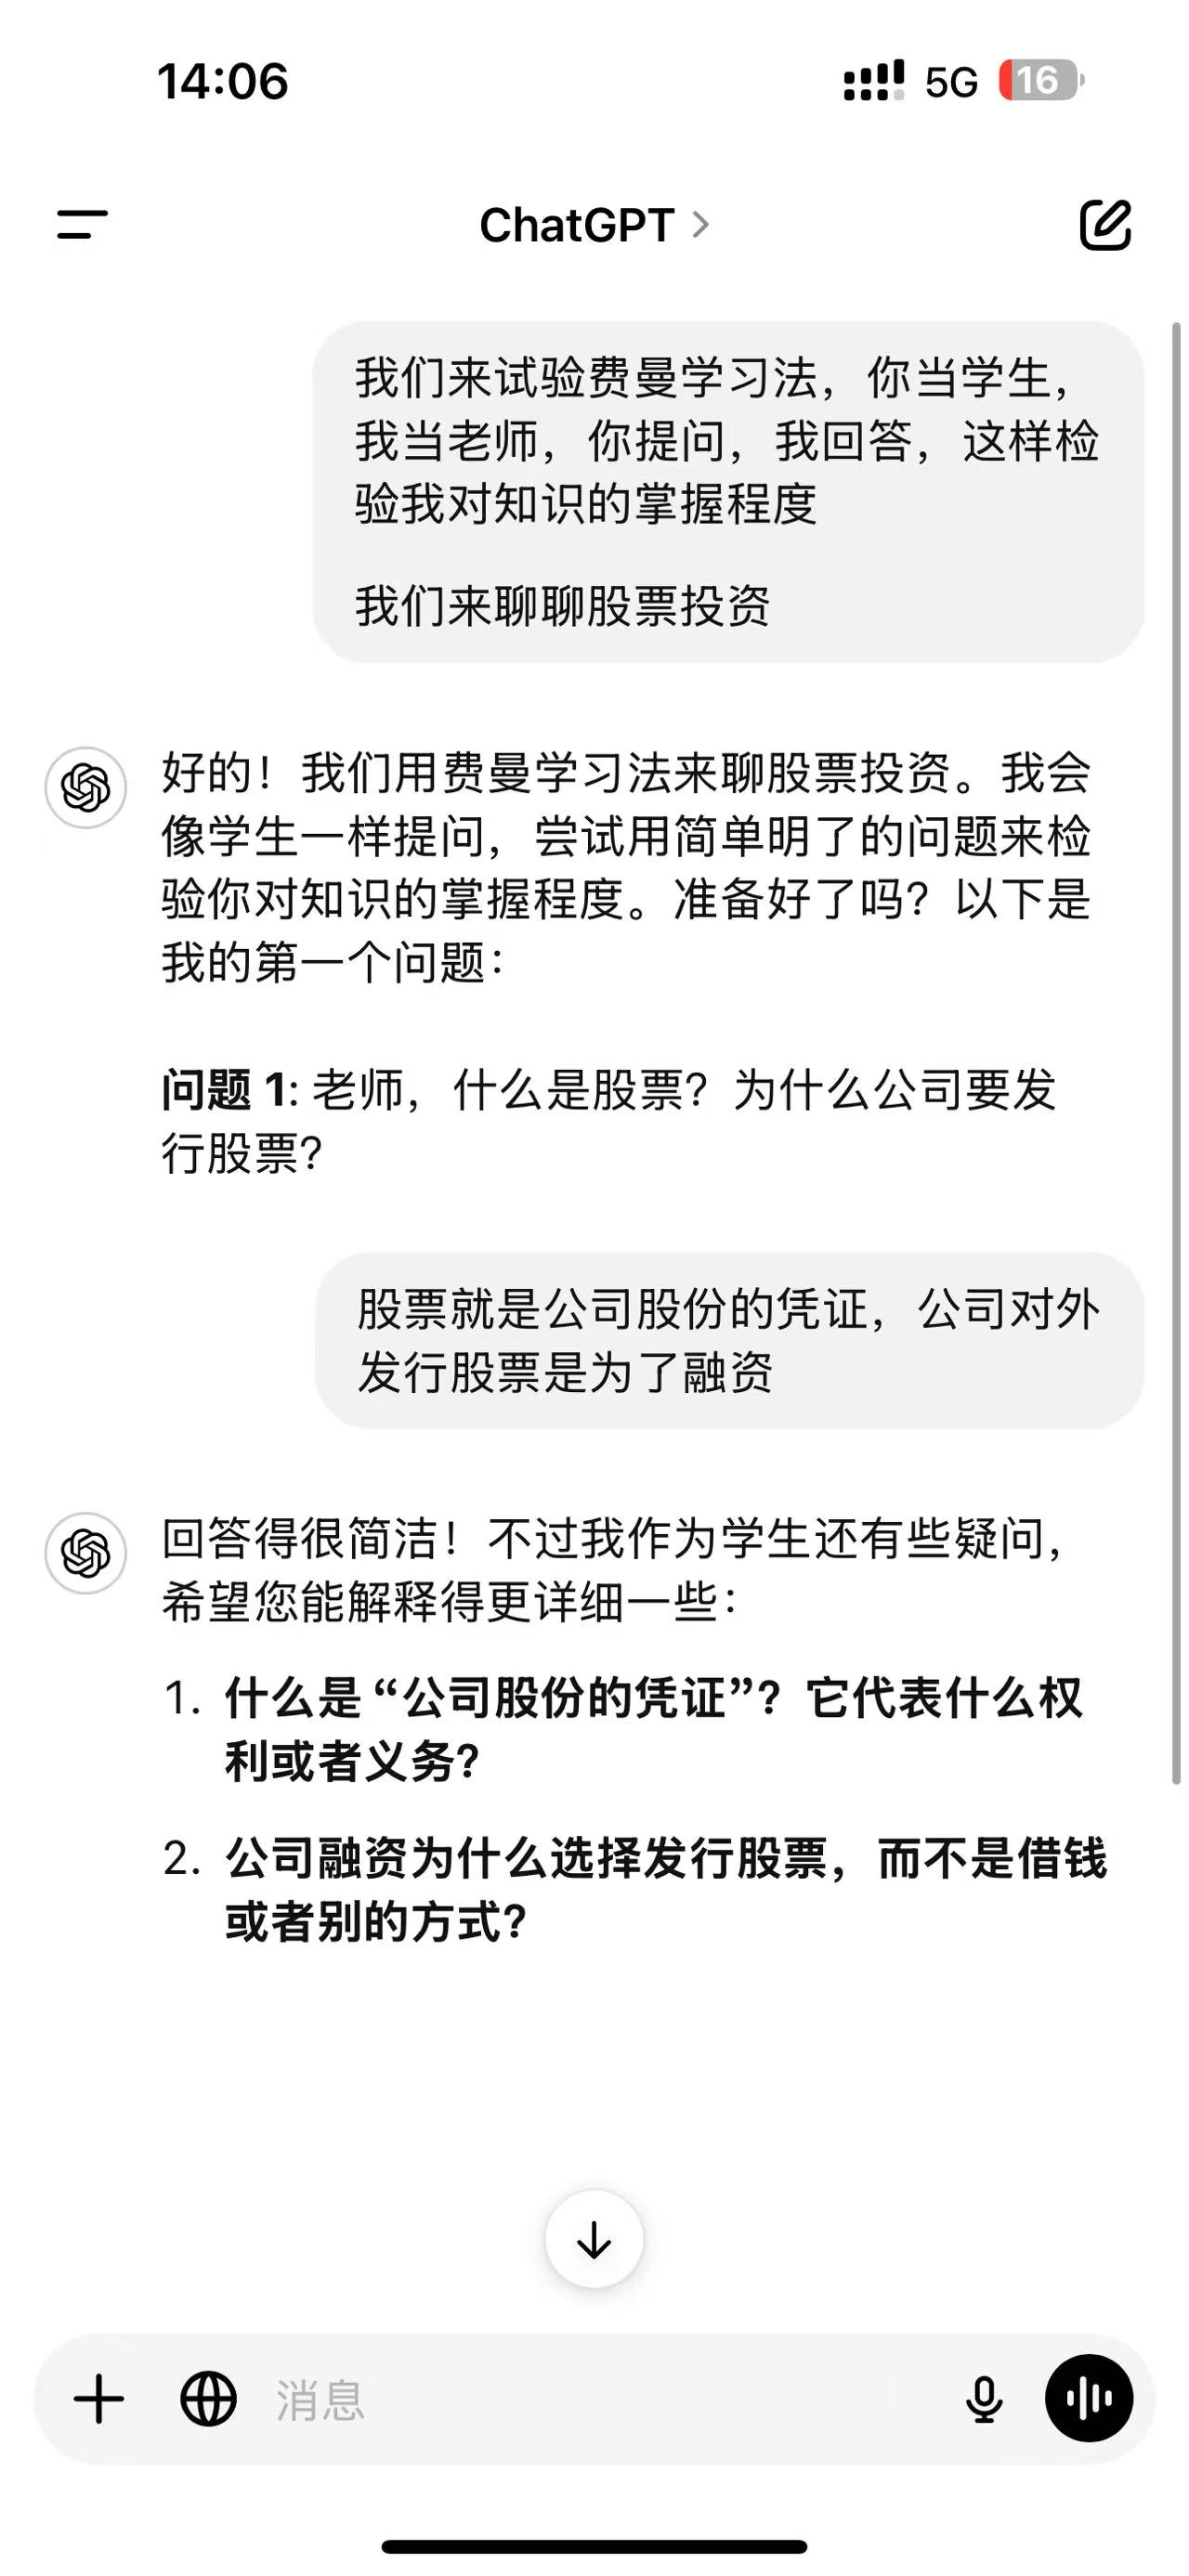 14:06
5G
16
ChatGPT
我们来试验费曼学习法，你当学生，
我当老师，你提问，我回答，这样检
验我对知识的掌握程度
我们来聊聊股票投资
好的！我们用费曼学习法来聊股票投资。我会
像学生一样提问，尝试用简单明了的问题来检
验你对知识的掌握程度。准备好了吗？以下是
我的第一个问题：
问题 1: 老师，什么是股票？为什么公司要发
行股票？
股票就是公司股份的凭证，公司对外
发行股票是为了融资
回答得很简洁！不过我作为学生还有些疑问，
希望您能解释得更详细一些：
1. 什么是“公司股份的凭证”？它代表什么权
利或者义务？
2. 公司融资为什么选择发行股票，而不是借钱
或者别的方式？
消息